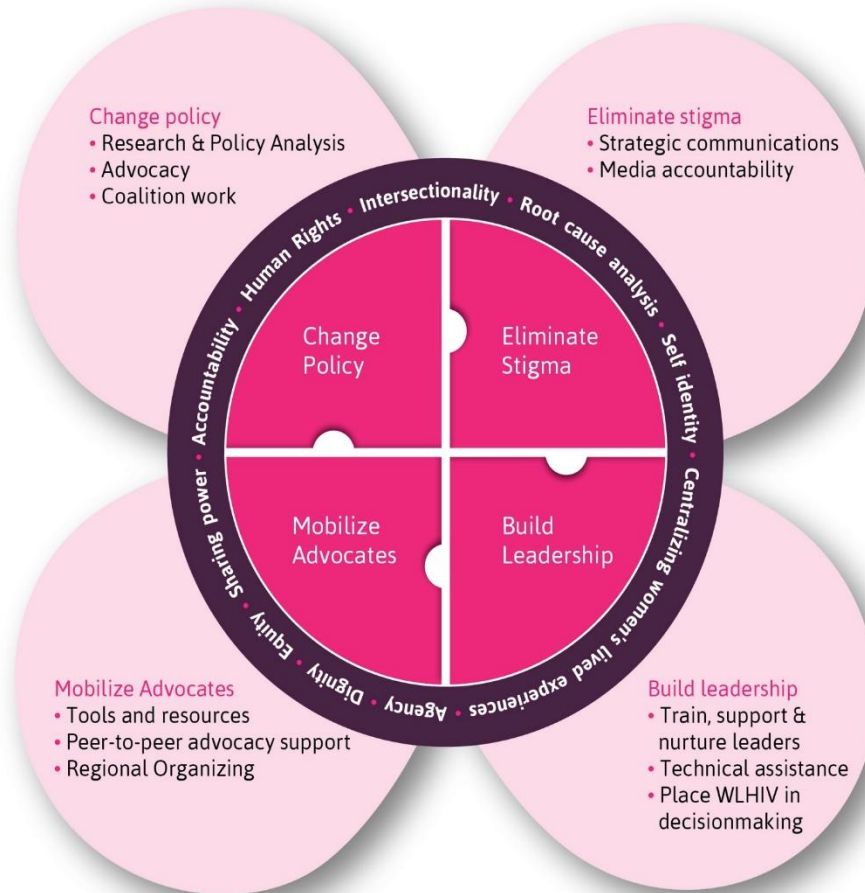 Change policy
• Research & Policy Analysis
• Advocacy
• Coalition work
Eliminate stigma
• Strategic communications
• Media accountability
Accountability • Human Rights • Intersectionality • Root cause analysis • Self identity • Centralizing women's lived experiences • Agency • Dignity • Equity • Sharing power •
Change
Policy
Eliminate
Stigma
Mobilize
Advocates
Build
Leadership
Mobilize Advocates
• Tools and resources
• Peer-to-peer advocacy support
• Regional Organizing
Build leadership
• Train, support &
nurture leaders
• Technical assistance
• Place WLHIV in
decisionmaking